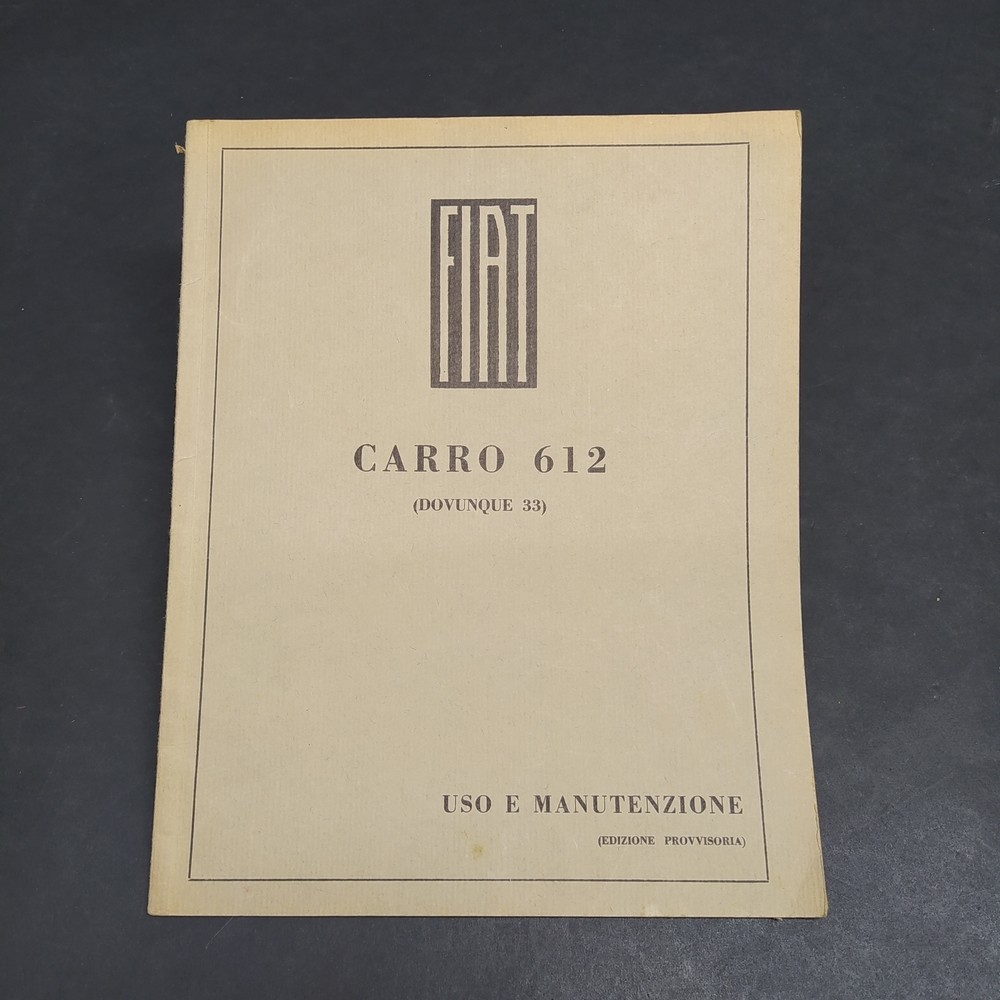 FIAT
CARRO 612
(DOVUNQUE 33)
USO E MANUTENZIONE
(EDIZIONE PROVVISORIA)